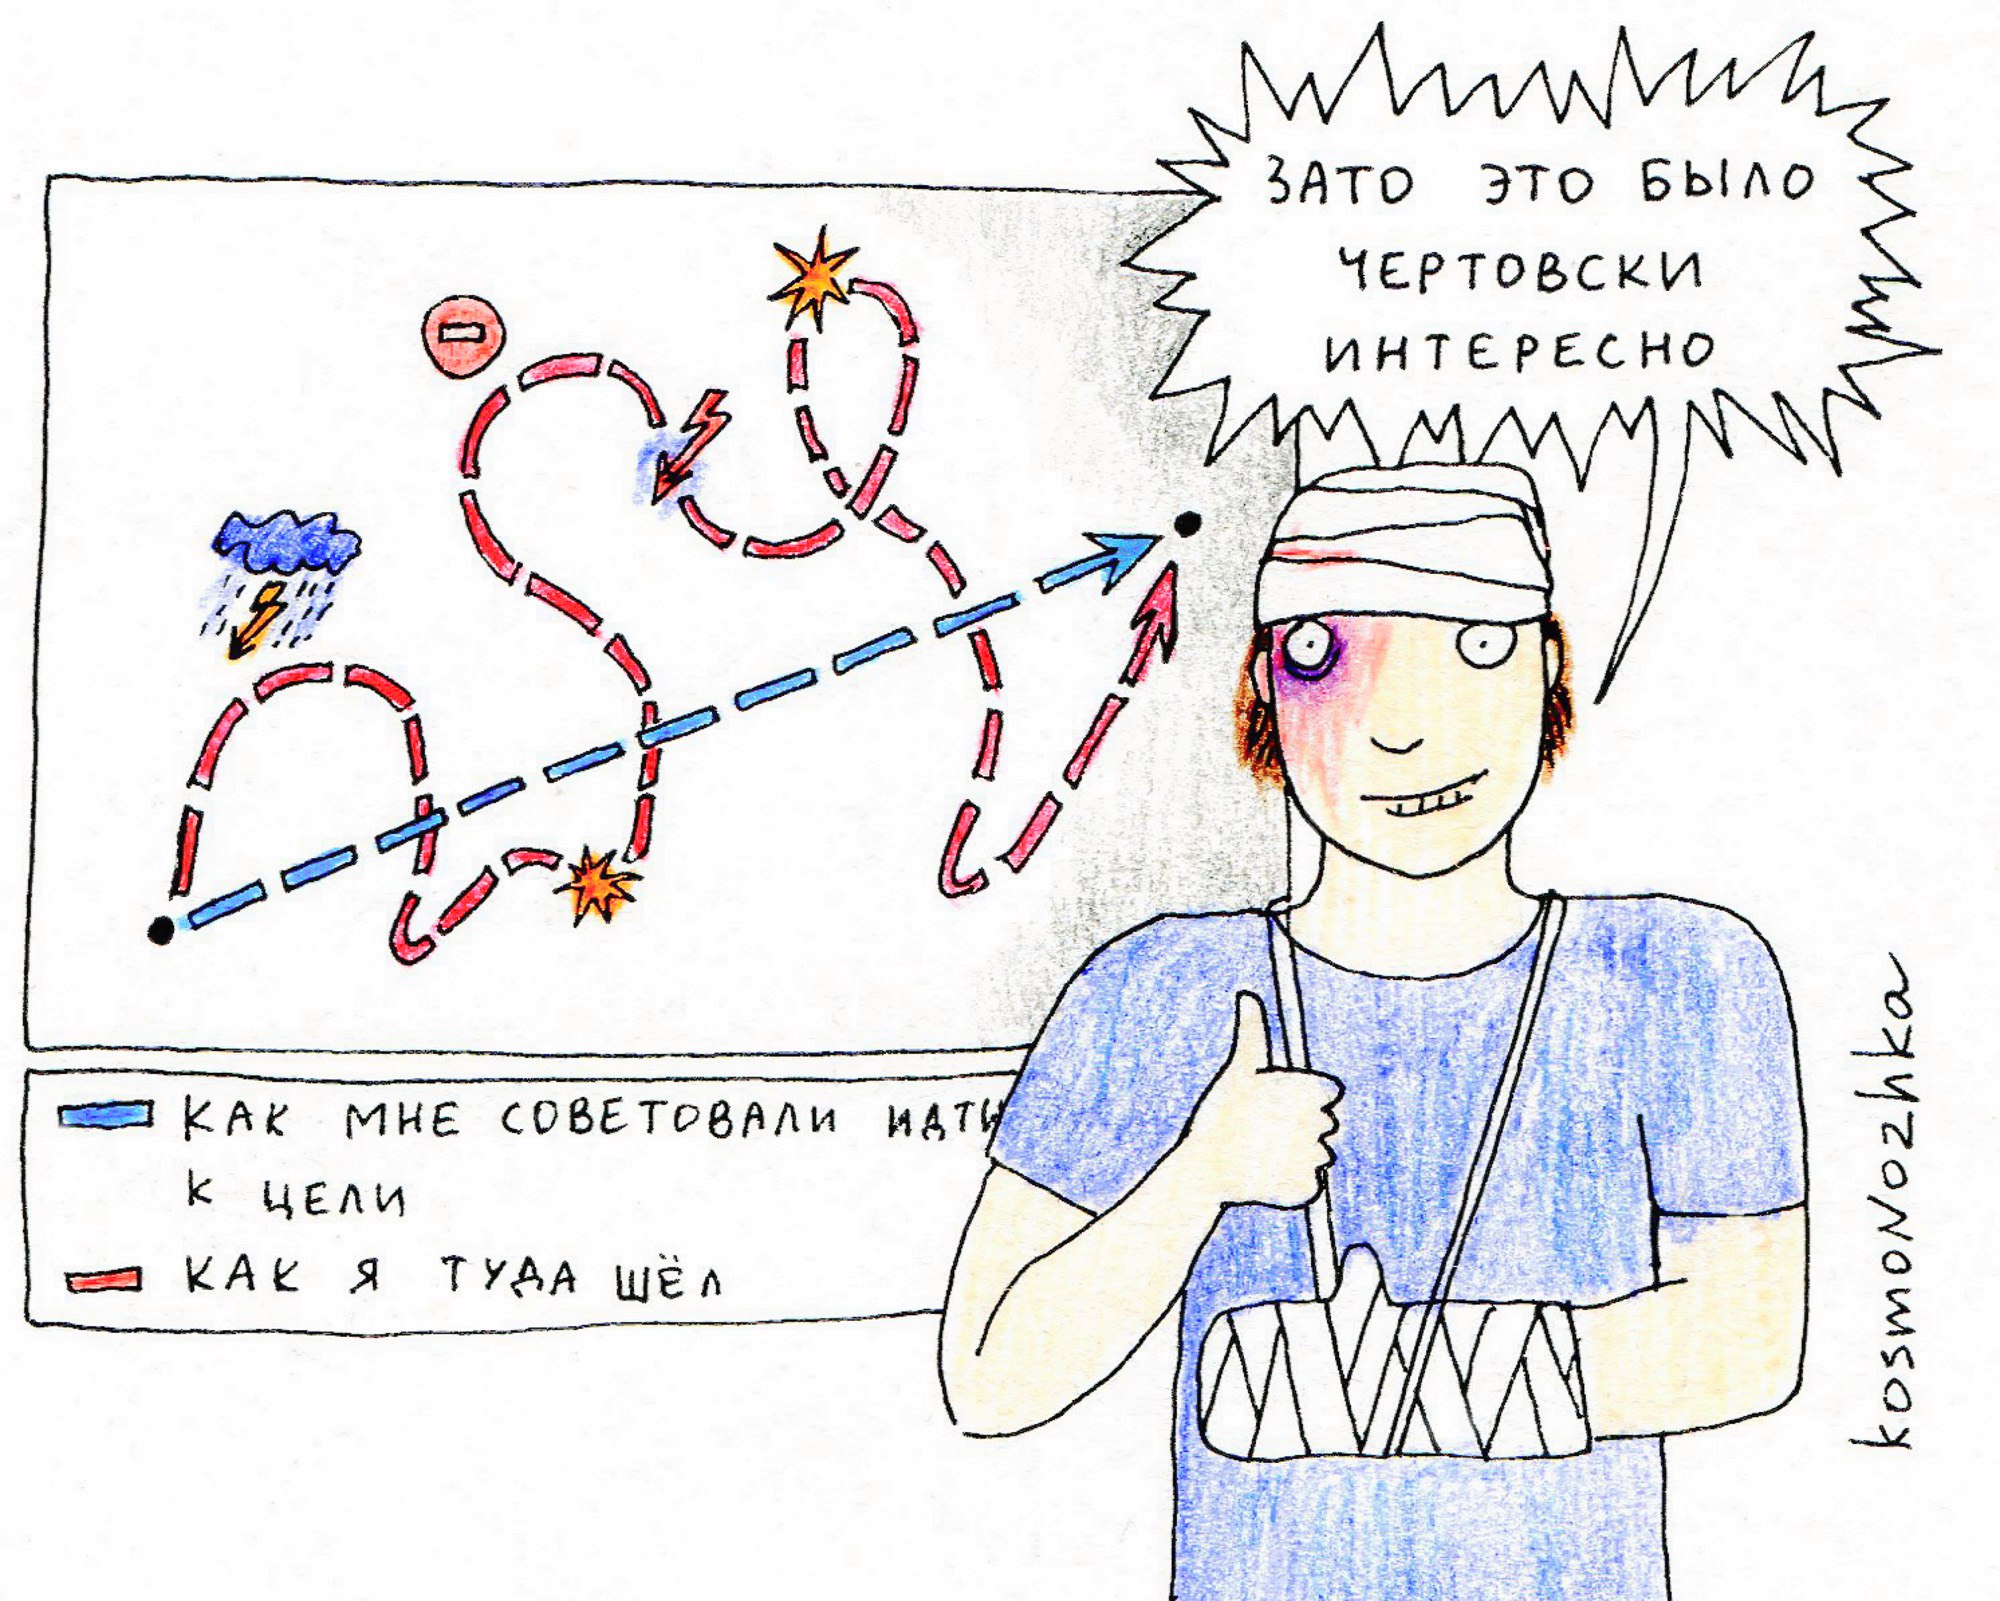 ЗАТО ЭТО БЫЛО
ЧЕРТОВСКИ
ИНТЕРЕСНО
КАК МНЕ СОВЕТОВАЛИ ИДТИ
К ЦЕЛИ
КАК Я ТУДА ШЁЛ
kosmonozhka